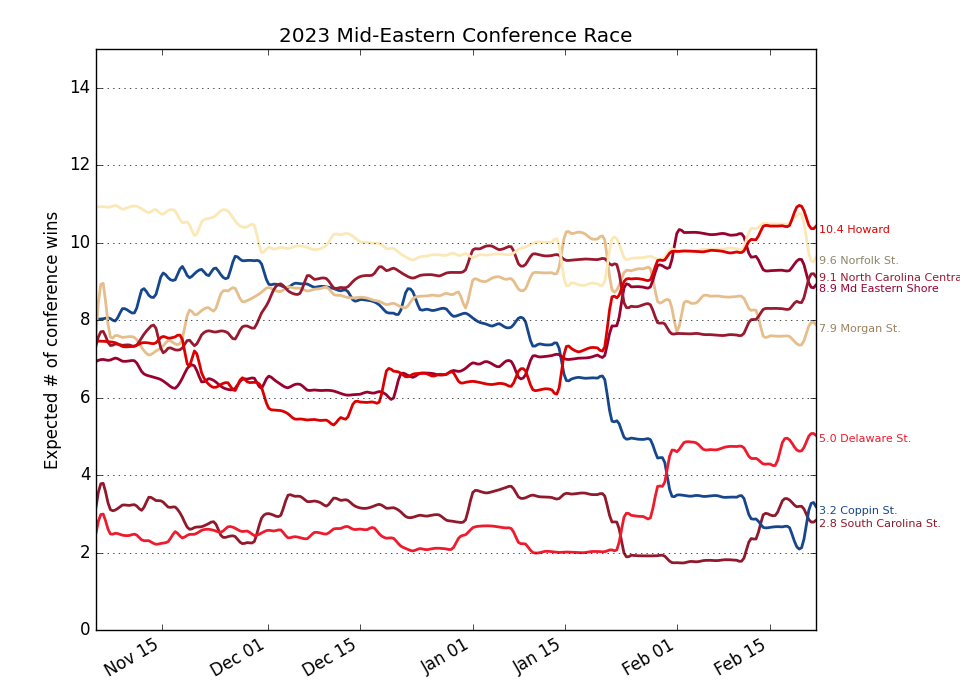 2023 Mid-Eastern Conference Race
Expected # of conference wins
14
12
10
8
6
4
2
0
Nov 15
Dec 01
Dec 15
Jan 01
Jan 15
Feb 01
Feb 15
10.4 Howard
9.6 Norfolk St.
9.1 North Carolina Centra
8.9 Md Eastern Shore
7.9 Morgan St.
5.0 Delaware St.
3.2 Coppin St.
2.8 South Carolina St.